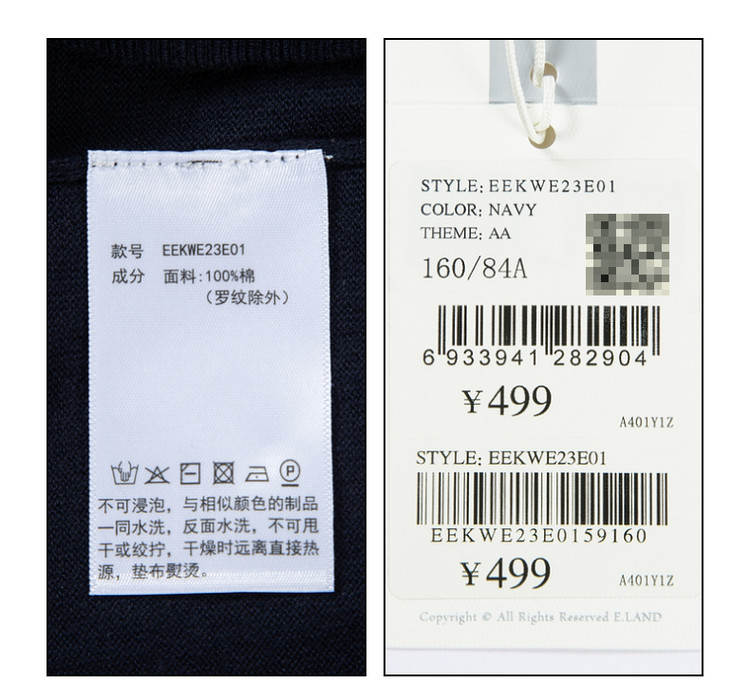 款号 EEKWE23E01
成分 面料:100%棉
（罗纹除外）
P
不可浸泡，与相似颜色的制品
一同水洗，反面水洗，不可甩
干或绞拧，干燥时远离直接热
源，垫布熨烫。
STYLE: EEKWE23E01
COLOR: NAVY
THEME: AA
160/84A
6 933941 282904
¥499
A401Y1Z
STYLE: EEKWE23E01
EEKWE23E0159160
¥499
A401Y1Z
Copyright © All Rights Reserved E.LAND